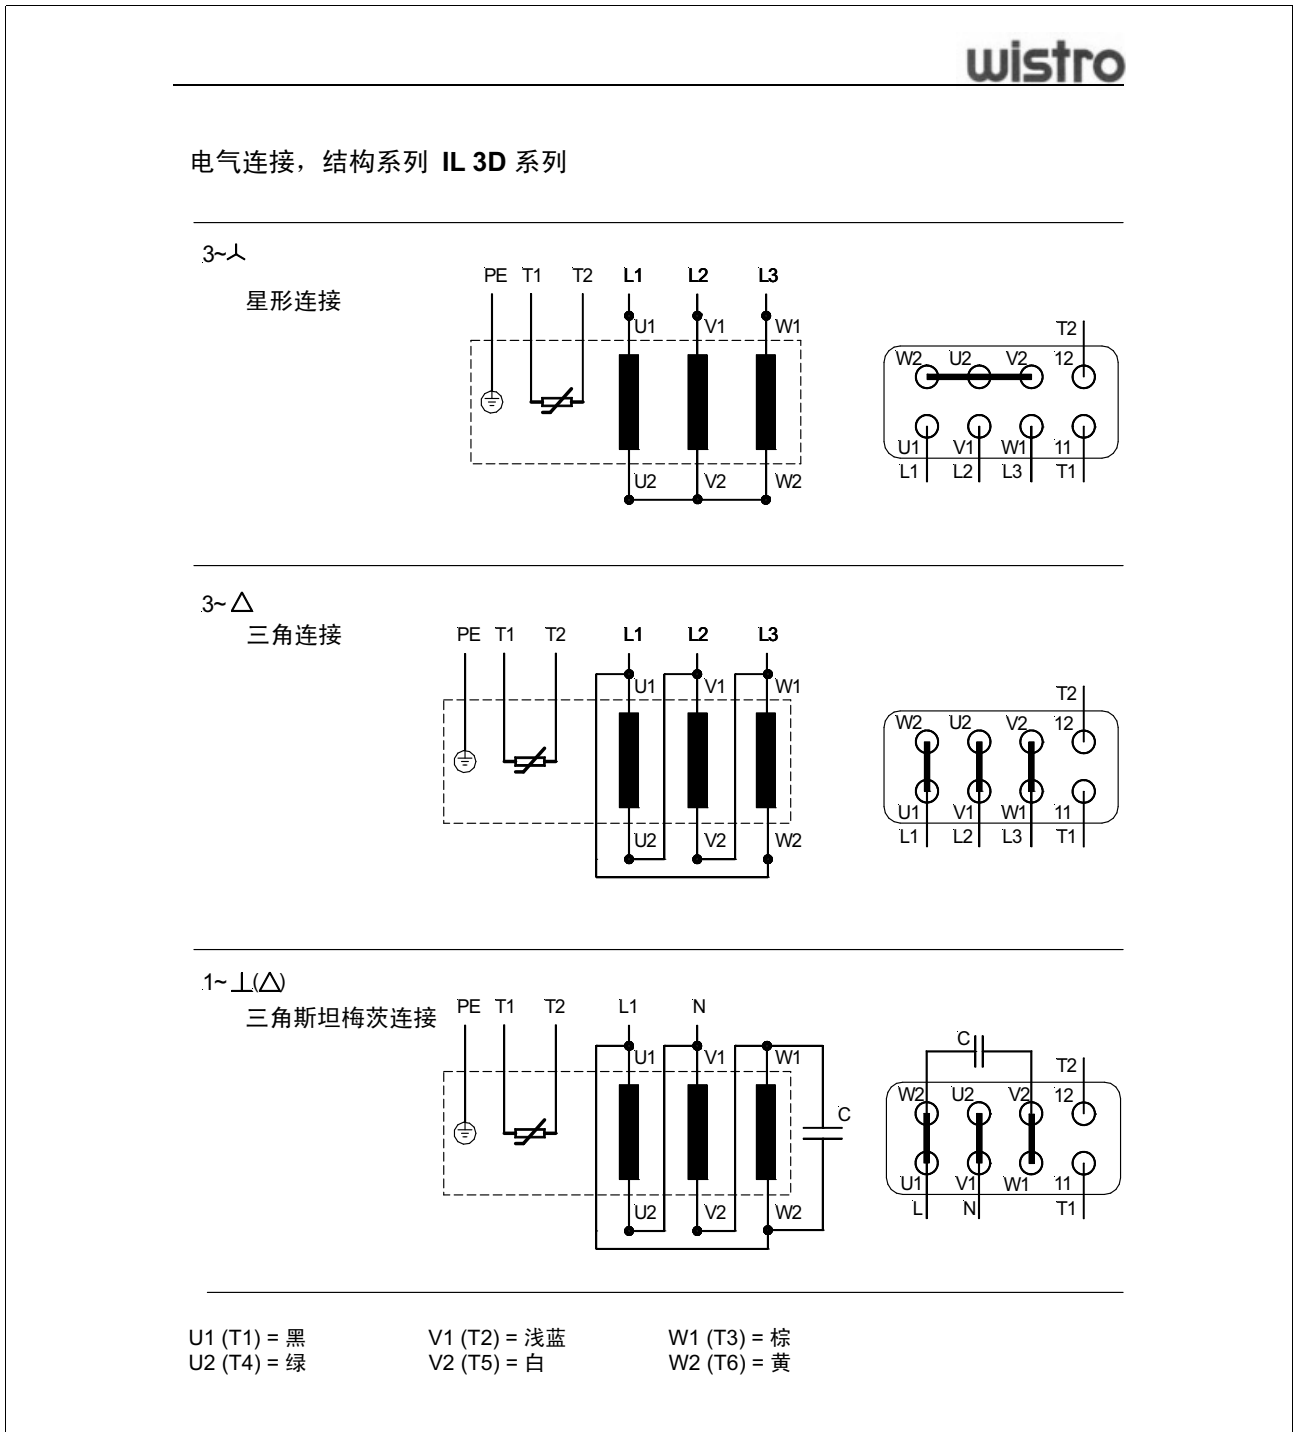 wistro
电气连接，结构系列 IL 3D 系列
3~⅄
星形连接
PE T1 T2 L1 L2 L3
U1 V1 W1
U2 V2 W2
T2
W2 U2 V2 12
U1 V1 W1 11
L1 L2 L3 T1
3~ △
三角连接
PE T1 T2 L1 L2 L3
U1 V1 W1
U2 V2 W2
T2
W2 U2 V2 12
U1 V1 W1 11
L1 L2 L3 T1
1~ ⊥(△)
三角斯坦梅茨连接
PE T1 T2 L1 N
U1 V1 W1
C
U2 V2 W2
C
T2
W2 U2 V2 12
U1 V1 W1 11
L N T1
U1 (T1) = 黑 V1 (T2) = 浅蓝 W1 (T3) = 棕
U2 (T4) = 绿 V2 (T5) = 白 W2 (T6) = 黄